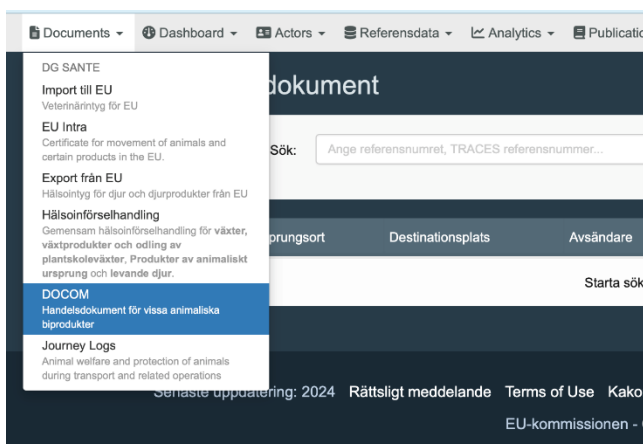 Documents Dashboard Actors Referensdata Analytics
DG SANTE
Import till EU
Veterinärintyg för EU
EU Intra
Certificate for movement of animals and
certain products in the EU.
Export från EU
Hälsointyg för djur och djurprodukter från EU
Hälsoinförselhandling
Gemensam hälsoinförselhandling för växter,
växtprodukter och odling av
plantskoleväxter, Produkter av animaliskt
ursprung och levande djur.
DOCOM
Handelsdokument för vissa animaliska
biprodukter
Journey Logs
Animal welfare and protection of animals
during transport and related operations
dokument
Sök: Ange referensnumret, TRACES referensnummer...
prungsort Destinationsplats Avsändare
Starta sök
Senaste uppdatering: 2024 Rättsligt meddelande Terms of Use Kako
EU-kommissionen -